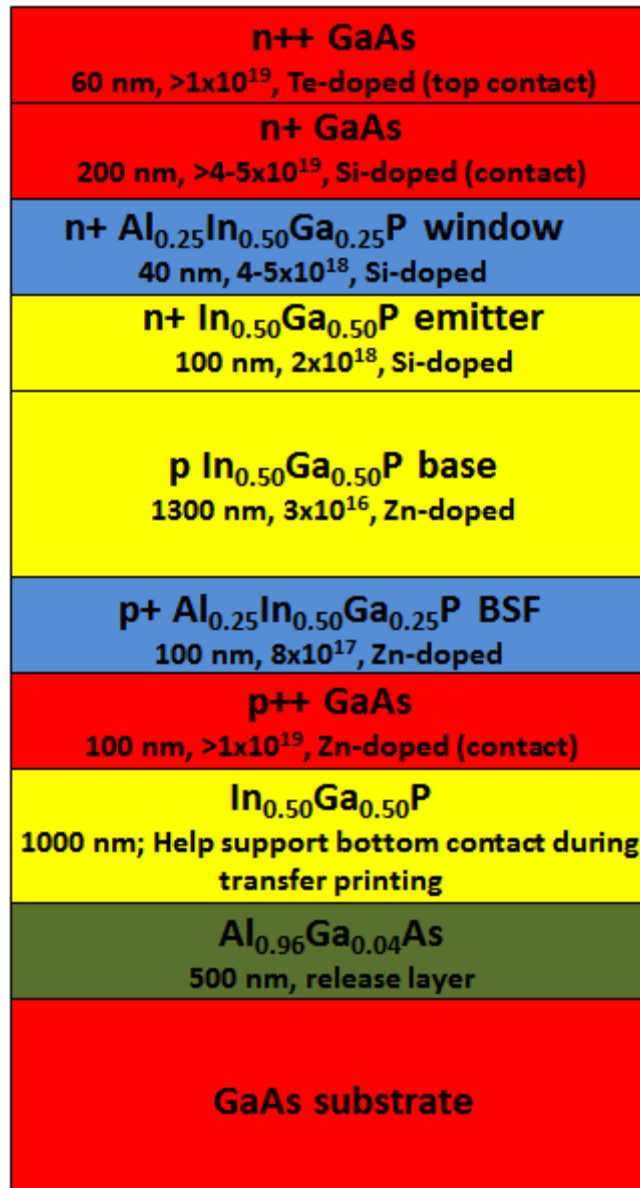 n++ GaAs
60 nm, >1x10¹⁹, Te-doped (top contact)
n+ GaAs
200 nm, >4-5x10¹⁹, Si-doped (contact)
n+ Al₀.₂₅In₀.₅₀Ga₀.₂₅P window
40 nm, 4-5x10¹⁸, Si-doped
n+ In₀.₅₀Ga₀.₅₀P emitter
100 nm, 2x10¹⁸, Si-doped
p In₀.₅₀Ga₀.₅₀P base
1300 nm, 3x10¹⁶, Zn-doped
p+ Al₀.₂₅In₀.₅₀Ga₀.₂₅P BSF
100 nm, 8x10¹⁷, Zn-doped
p++ GaAs
100 nm, >1x10¹⁹, Zn-doped (contact)
In₀.₅₀Ga₀.₅₀P
1000 nm; Help support bottom contact during
transfer printing
Al₀.₉₆Ga₀.₀₄As
500 nm, release layer
GaAs substrate